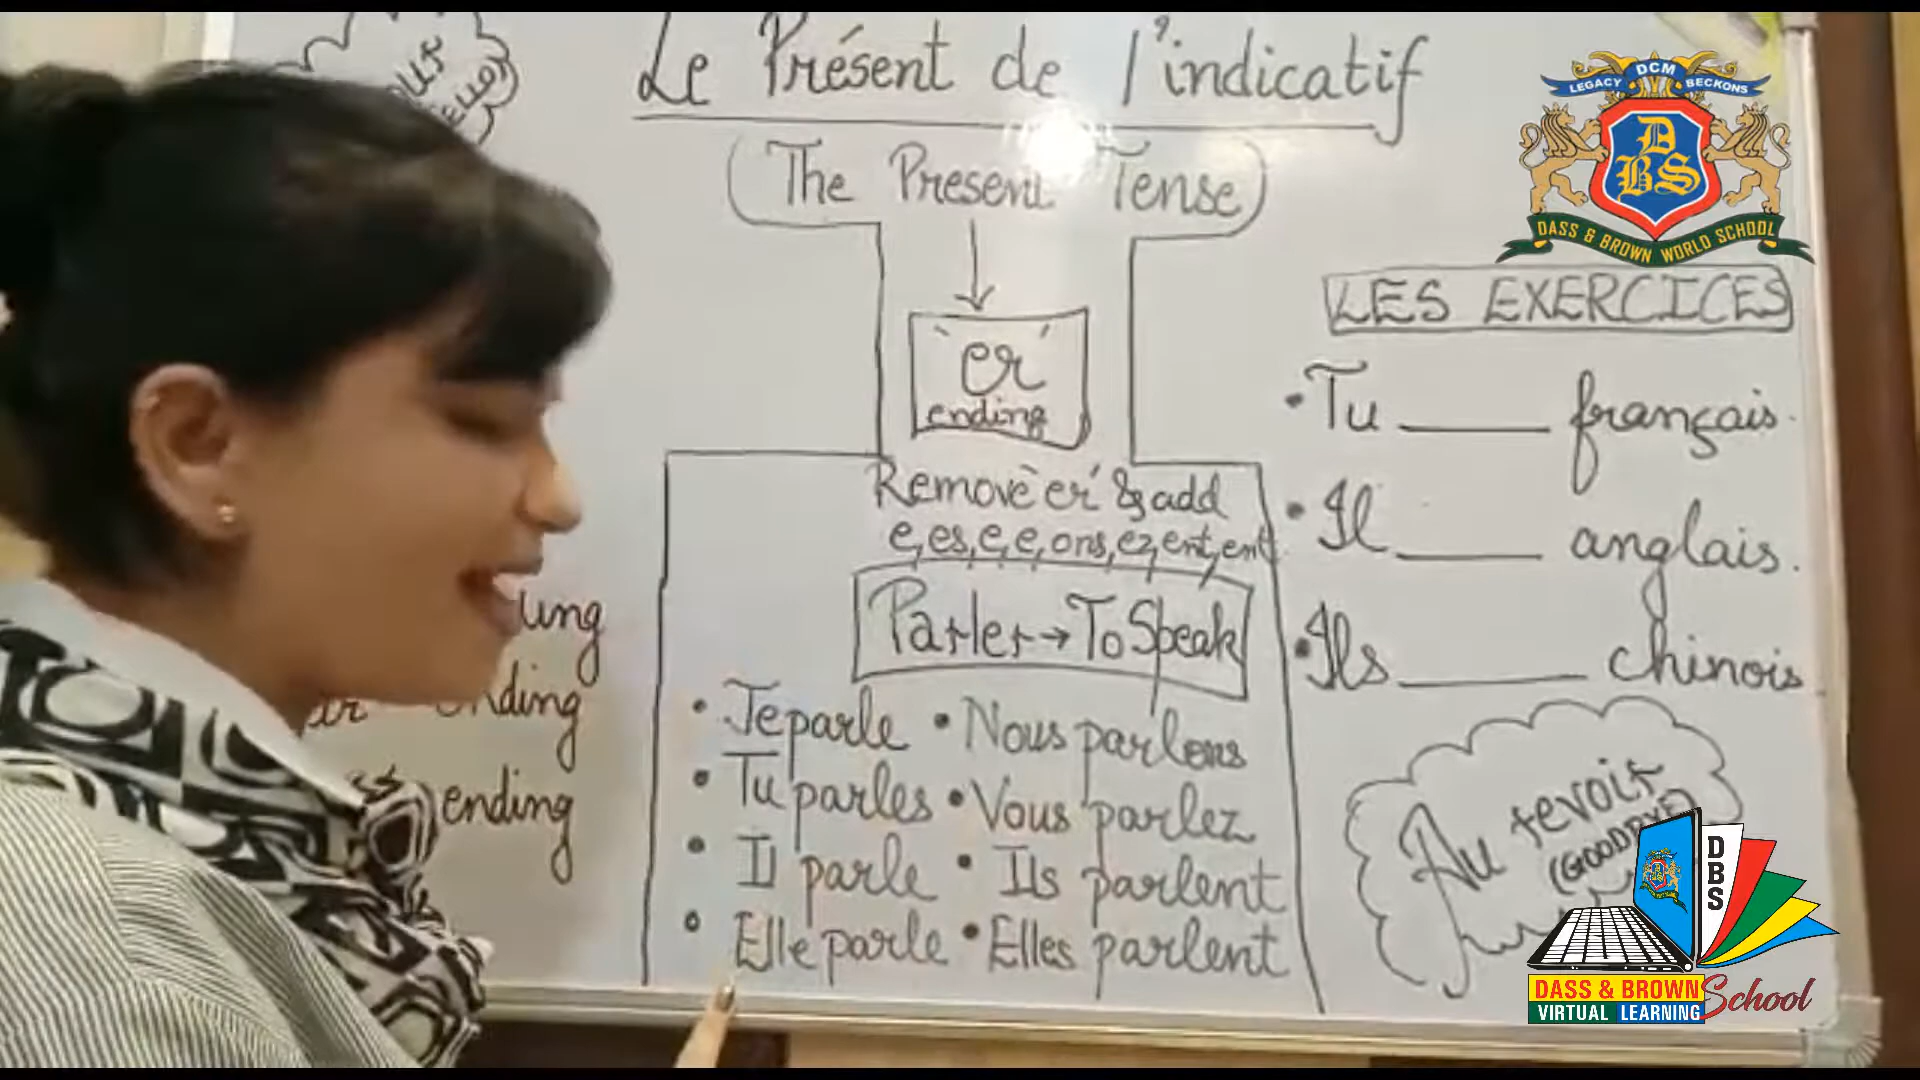 Le Présent de l'indicatif
(The Present Tense)
'er'
ending
Remove 'er' & add
e, es, e, e, ons, ez, ent, ent
Parler → To Speak
• Je parle • Nous parlons
• Tu parles • Vous parlez
• Il parle • Ils parlent
• Elle parle • Elles parlent
ending
ending
LES EXERCICES
• Tu ____ français.
• Il ____ anglais.
• Ils ____ chinois
Au revoir
(GOODBYE)
LEGACY DCM BECKONS
DBS
DASS & BROWN WORLD SCHOOL
DBS
DASS & BROWN School
VIRTUAL LEARNING